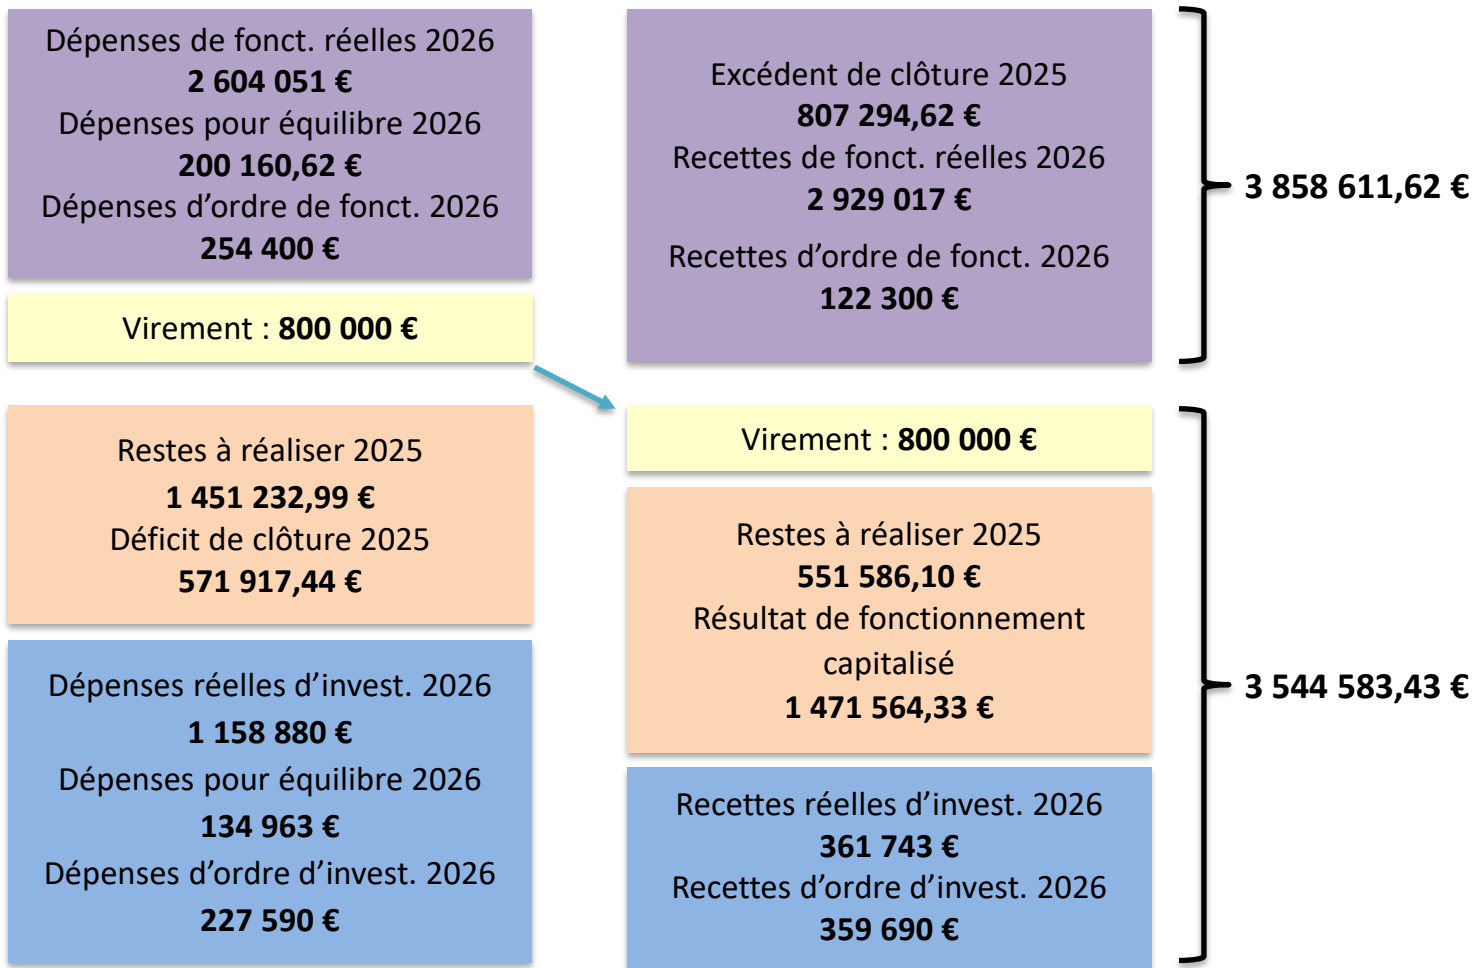 Dépenses de fonct. réelles 2026
2 604 051 €
Dépenses pour équilibre 2026
200 160,62 €
Dépenses d’ordre de fonct. 2026
254 400 €
Virement : 800 000 €
Excédent de clôture 2025
807 294,62 €
Recettes de fonct. réelles 2026
2 929 017 €
Recettes d’ordre de fonct. 2026
122 300 €
3 858 611,62 €
Restes à réaliser 2025
1 451 232,99 €
Déficit de clôture 2025
571 917,44 €
Dépenses réelles d’invest. 2026
1 158 880 €
Dépenses pour équilibre 2026
134 963 €
Dépenses d’ordre d’invest. 2026
227 590 €
Virement : 800 000 €
Restes à réaliser 2025
551 586,10 €
Résultat de fonctionnement
capitalisé
1 471 564,33 €
Recettes réelles d’invest. 2026
361 743 €
Recettes d’ordre d’invest. 2026
359 690 €
3 544 583,43 €